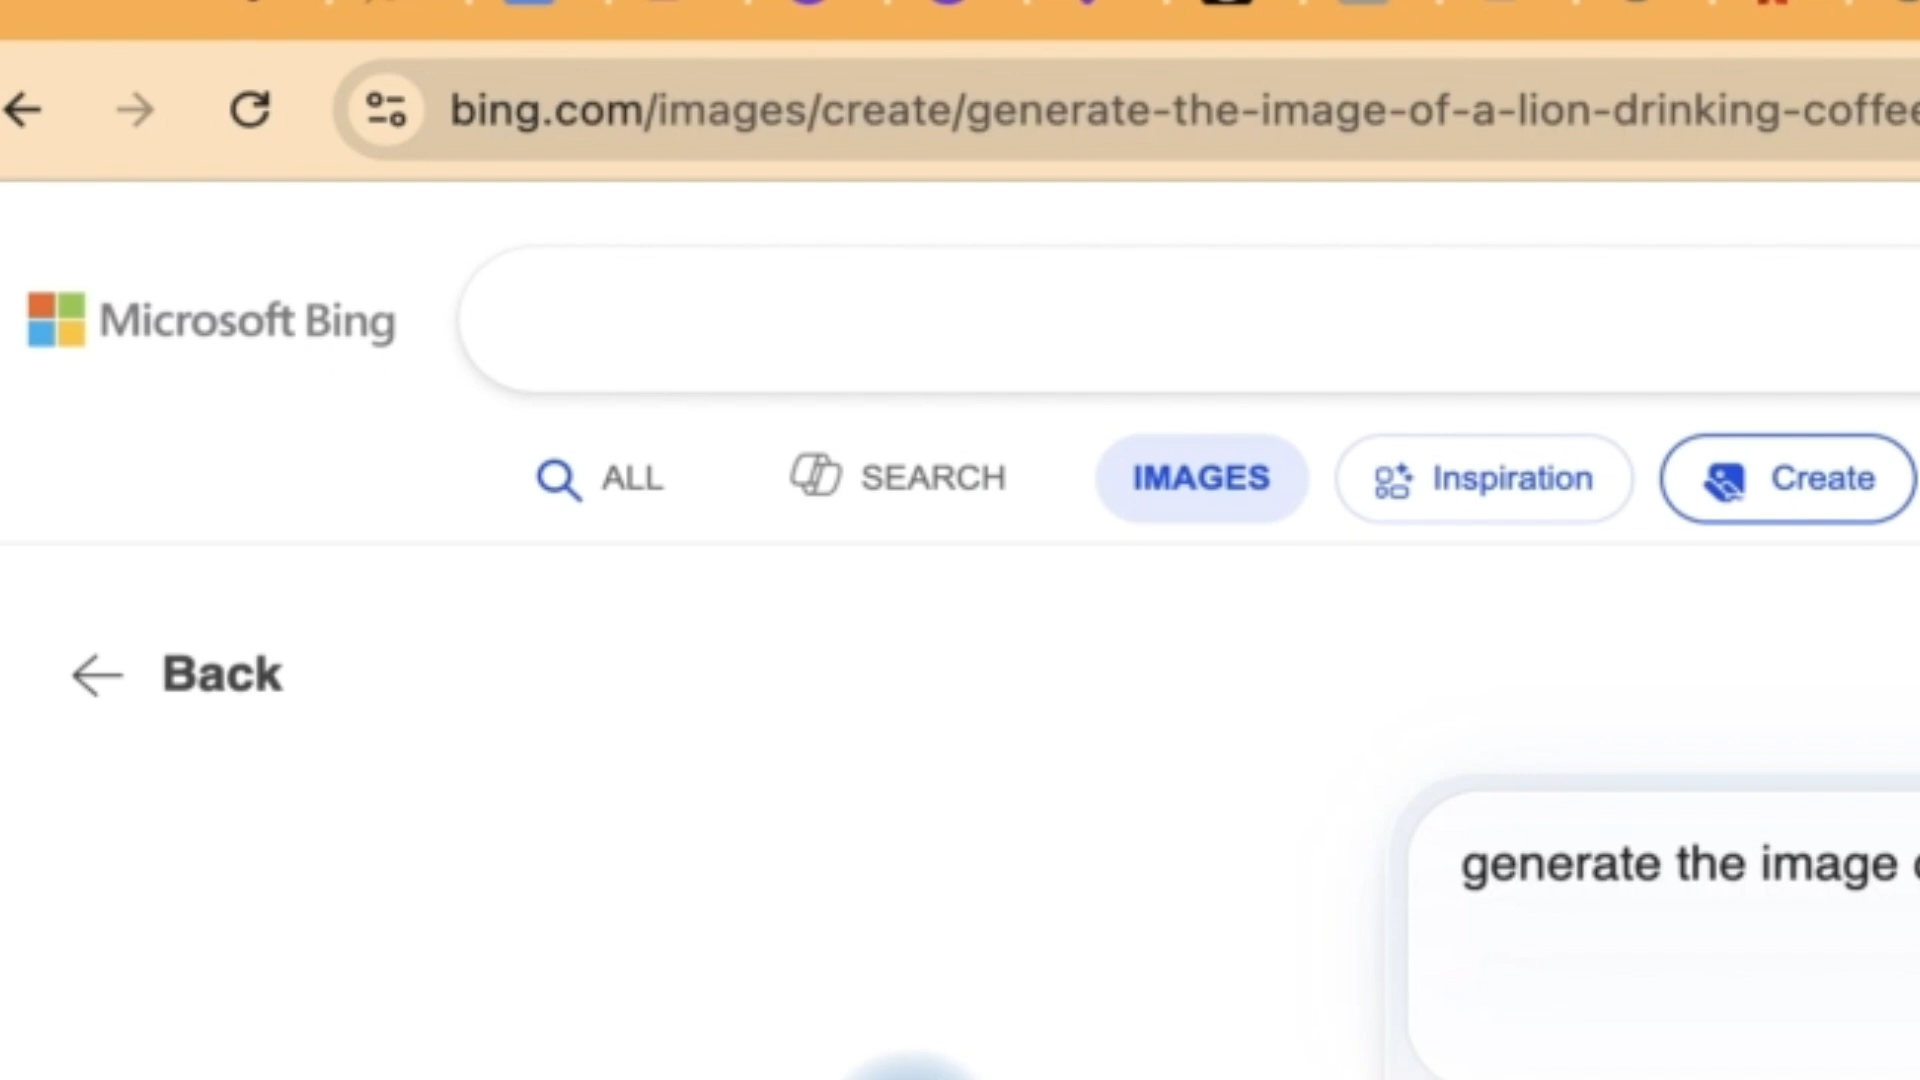 bing.com/images/create/generate-the-image-of-a-lion-drinking-coffee
Microsoft Bing
ALL SEARCH IMAGES Inspiration Create
Back
generate the image